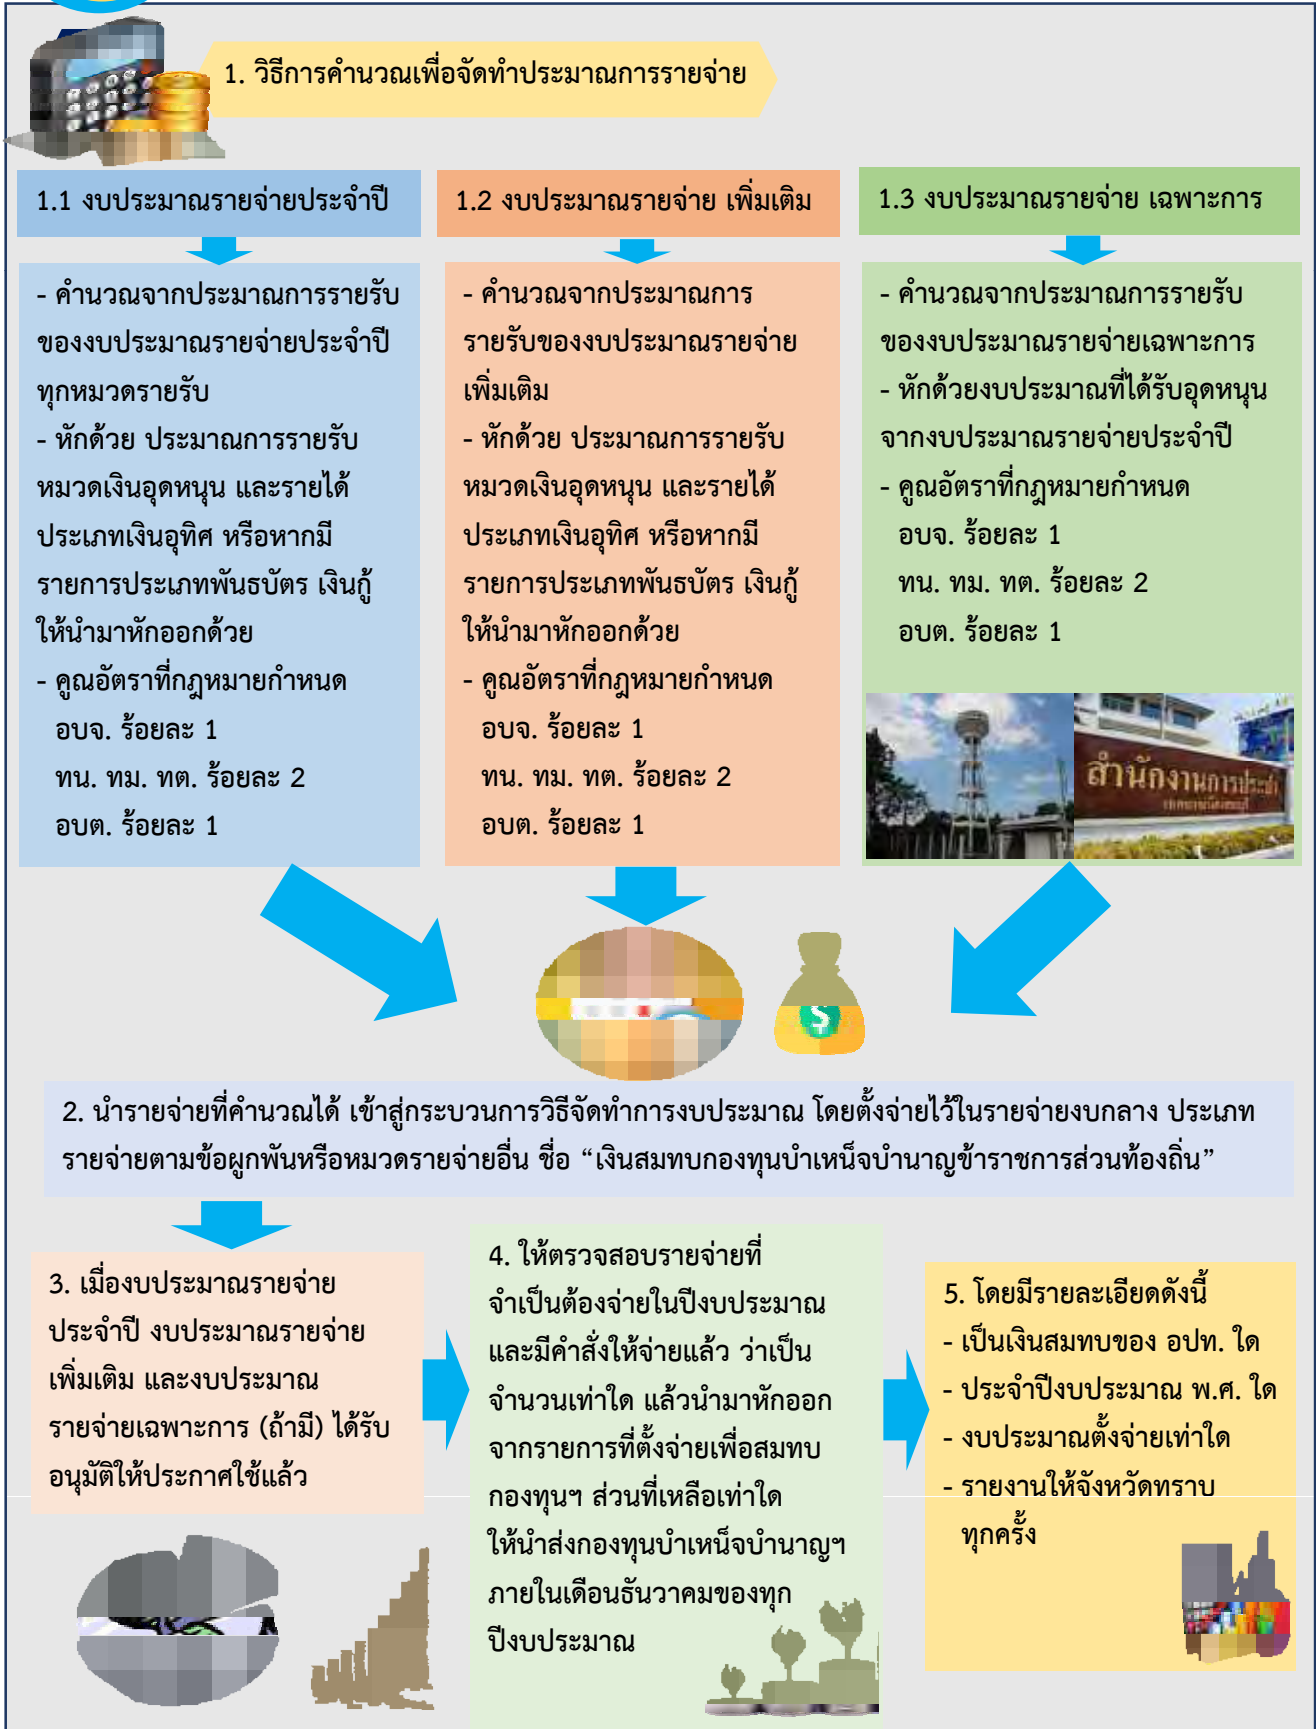 1. วิธีการคำนวณเพื่อจัดทำประมาณการรายจ่าย
1.1 งบประมาณรายจ่ายประจำปี
- คำนวณจากประมาณการรายรับ
ของงบประมาณรายจ่ายประจำปี
ทุกหมวดรายรับ
- หักด้วย ประมาณการรายรับ
หมวดเงินอุดหนุน และรายได้
ประเภทเงินอุทิศ หรือหากมี
รายการประเภทพันธบัตร เงินกู้
ให้นำมาหักออกด้วย
- คูณอัตราที่กฎหมายกำหนด
อบจ. ร้อยละ 1
ทน. ทม. ทต. ร้อยละ 2
อบต. ร้อยละ 1
1.2 งบประมาณรายจ่าย เพิ่มเติม
- คำนวณจากประมาณการ
รายรับของงบประมาณรายจ่าย
เพิ่มเติม
- หักด้วย ประมาณการรายรับ
หมวดเงินอุดหนุน และรายได้
ประเภทเงินอุทิศ หรือหากมี
รายการประเภทพันธบัตร เงินกู้
ให้นำมาหักออกด้วย
- คูณอัตราที่กฎหมายกำหนด
อบจ. ร้อยละ 1
ทน. ทม. ทต. ร้อยละ 2
อบต. ร้อยละ 1
1.3 งบประมาณรายจ่าย เฉพาะการ
- คำนวณจากประมาณการรายรับ
ของงบประมาณรายจ่ายเฉพาะการ
- หักด้วยงบประมาณที่ได้รับอุดหนุน
จากงบประมาณรายจ่ายประจำปี
- คูณอัตราที่กฎหมายกำหนด
อบจ. ร้อยละ 1
ทน. ทม. ทต. ร้อยละ 2
อบต. ร้อยละ 1
สำนักงานการประปา
2. นำรายจ่ายที่คำนวณได้ เข้าสู่กระบวนการวิธีจัดทำการงบประมาณ โดยตั้งจ่ายไว้ในรายจ่ายงบกลาง ประเภท
รายจ่ายตามข้อผูกพันหรือหมวดรายจ่ายอื่น ชื่อ “เงินสมทบกองทุนบำเหน็จบำนาญข้าราชการส่วนท้องถิ่น”
3. เมื่องบประมาณรายจ่าย
ประจำปี งบประมาณรายจ่าย
เพิ่มเติม และงบประมาณ
รายจ่ายเฉพาะการ (ถ้ามี) ได้รับ
อนุมัติให้ประกาศใช้แล้ว
4. ให้ตรวจสอบรายจ่ายที่
จำเป็นต้องจ่ายในปีงบประมาณ
และมีคำสั่งให้จ่ายแล้ว ว่าเป็น
จำนวนเท่าใด แล้วนำมาหักออก
จากรายการที่ตั้งจ่ายเพื่อสมทบ
กองทุนฯ ส่วนที่เหลือเท่าใด
ให้นำส่งกองทุนบำเหน็จบำนาญฯ
ภายในเดือนธันวาคมของทุก
ปีงบประมาณ
5. โดยมีรายละเอียดดังนี้
- เป็นเงินสมทบของ อปท. ใด
- ประจำปีงบประมาณ พ.ศ. ใด
- งบประมาณตั้งจ่ายเท่าใด
- รายงานให้จังหวัดทราบ
ทุกครั้ง